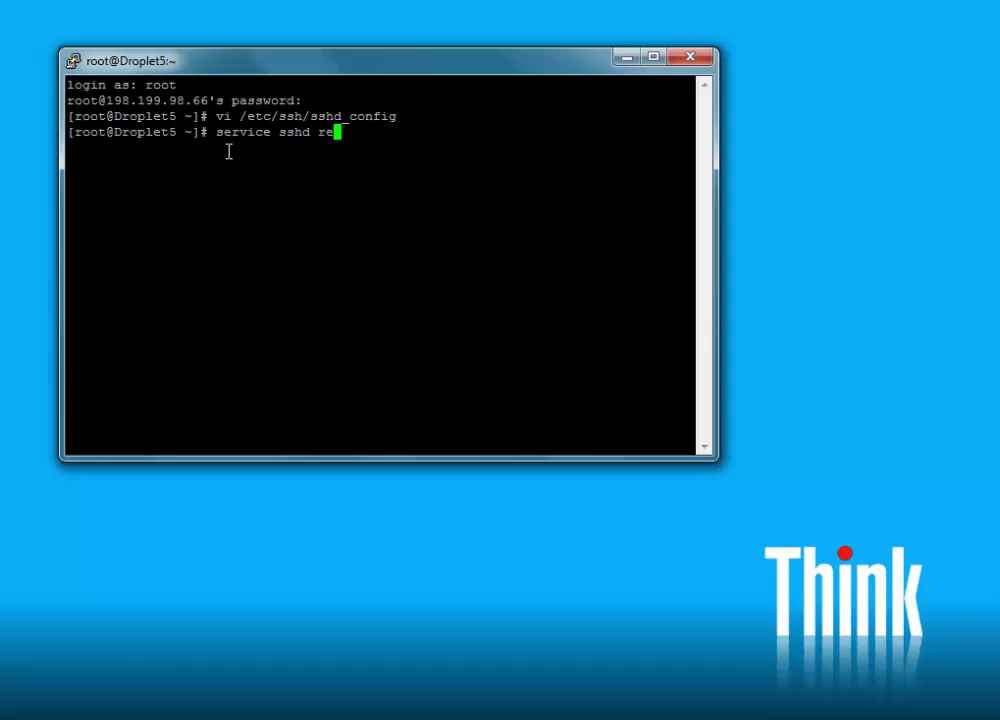 root@Droplet5:~
login as: root
root@198.199.98.66's password:
[root@Droplet5 ~]# vi /etc/ssh/sshd_config
[root@Droplet5 ~]# service sshd re
Think